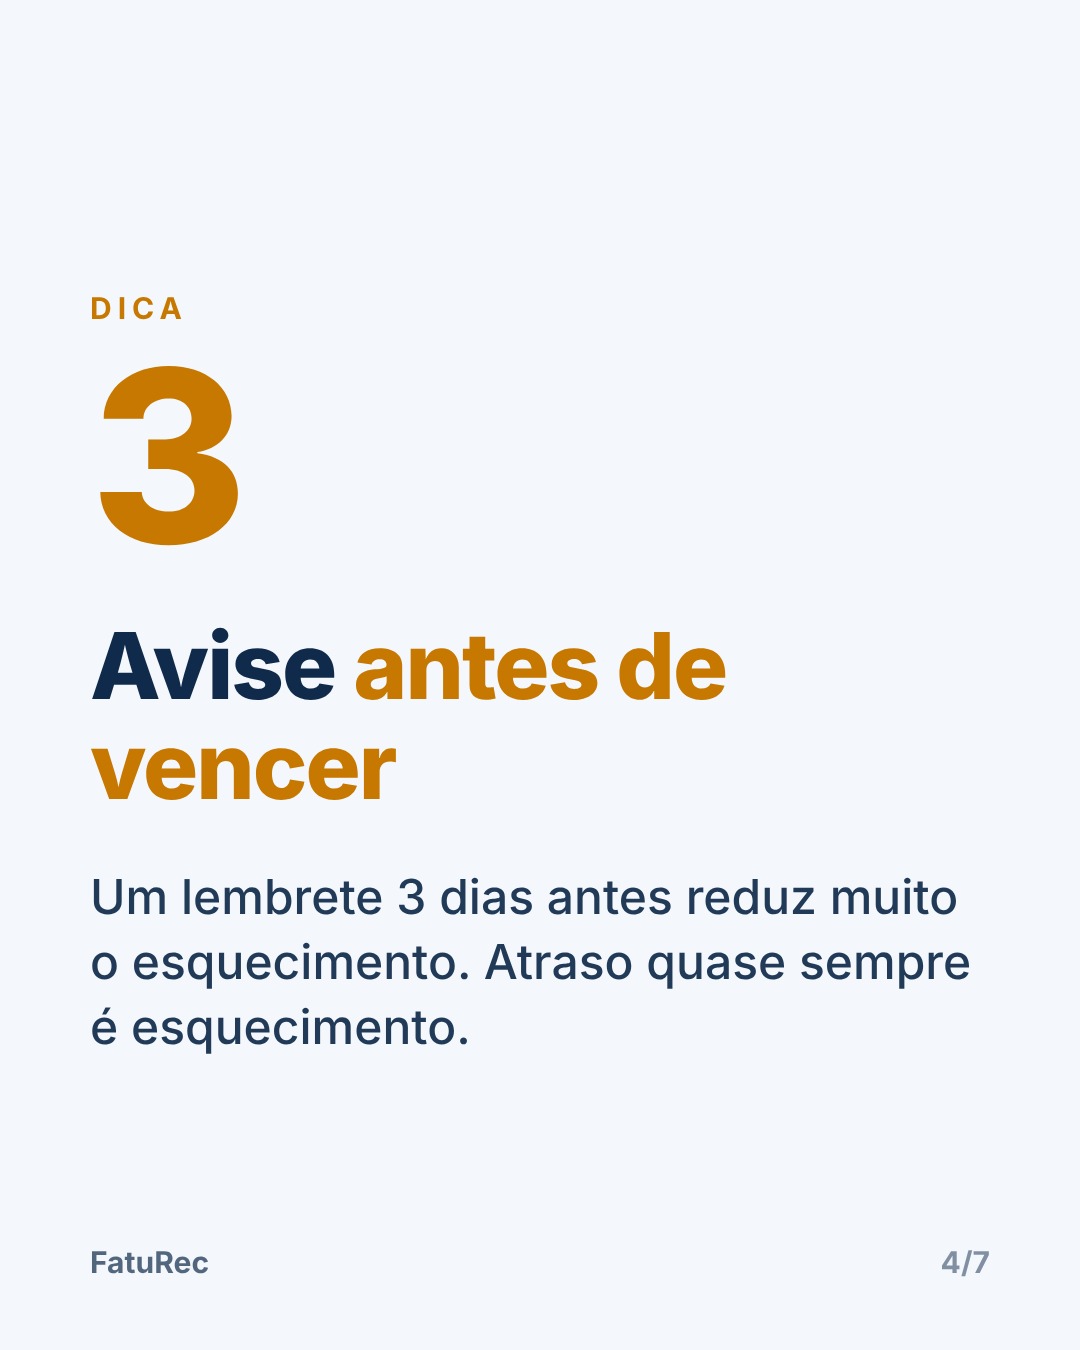 DICA
3
Avise antes de
vencer
Um lembrete 3 dias antes reduz muito
o esquecimento. Atraso quase sempre
é esquecimento.
FatuRec
4/7